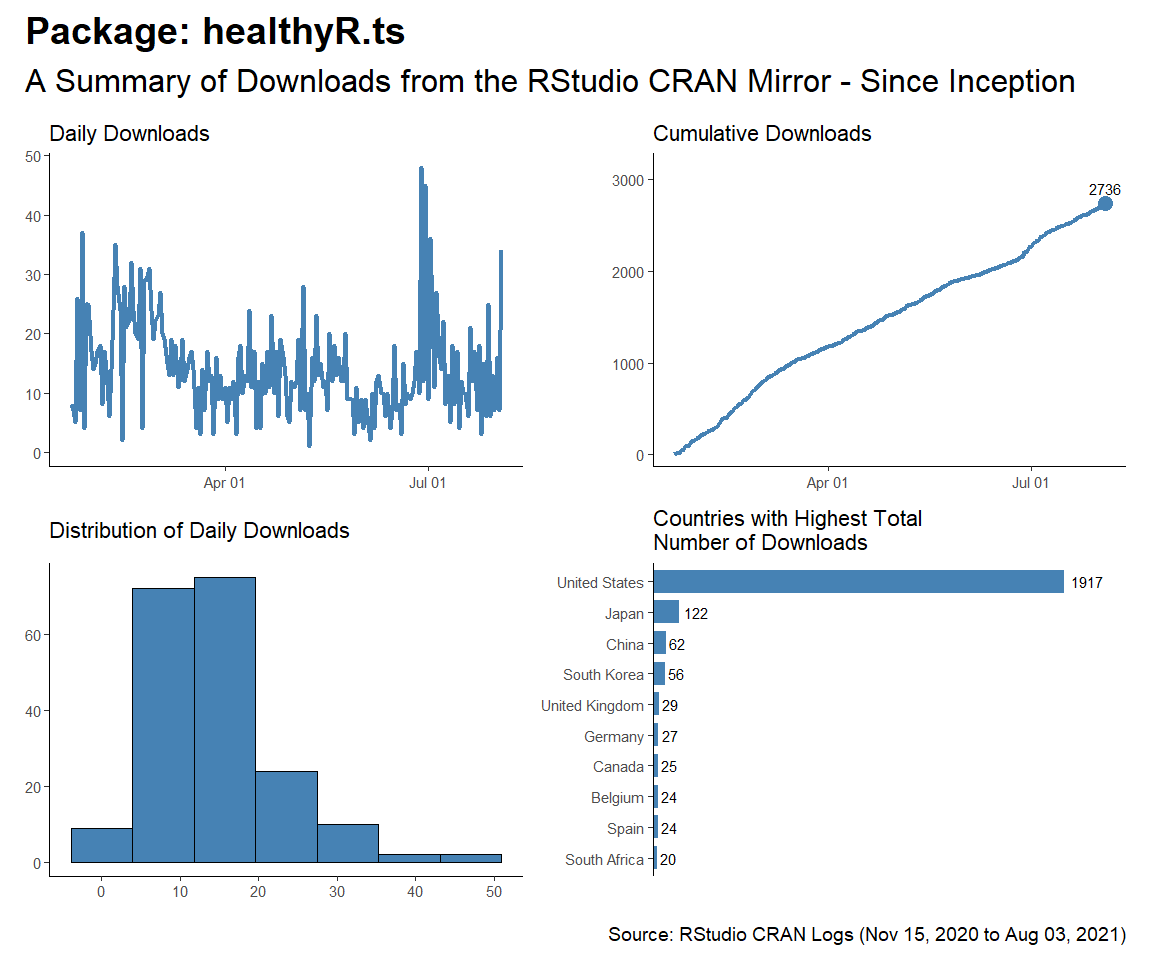 Package: healthyR.ts
A Summary of Downloads from the RStudio CRAN Mirror - Since Inception
Daily Downloads
50
40
30
20
10
0
Apr 01
Jul 01
Cumulative Downloads
3000
2000
1000
0
2736
Apr 01
Jul 01
Distribution of Daily Downloads
60
40
20
0
0
10
20
30
40
50
Countries with Highest Total
Number of Downloads
United States 1917
Japan 122
China 62
South Korea 56
United Kingdom 29
Germany 27
Canada 25
Belgium 24
Spain 24
South Africa 20
Source: RStudio CRAN Logs (Nov 15, 2020 to Aug 03, 2021)